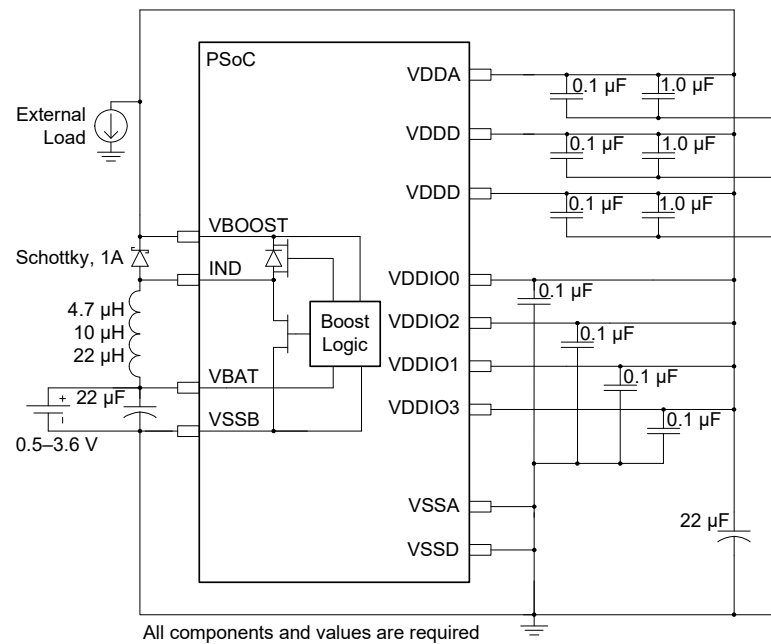 PSoC
VDDA
0.1 µF
1.0 µF
External
Load
VDDD
0.1 µF
1.0 µF
VDDD
0.1 µF
1.0 µF
VBOOST
Schottky, 1A
IND
VDDIO0
0.1 µF
4.7 µH
10 µH
22 µH
Boost
Logic
VDDIO2
0.1 µF
VDDIO1
0.1 µF
VBAT
22 µF
+
–
0.5–3.6 V
VSSB
VDDIO3
0.1 µF
VSSA
VSSD
22 µF
All components and values are required